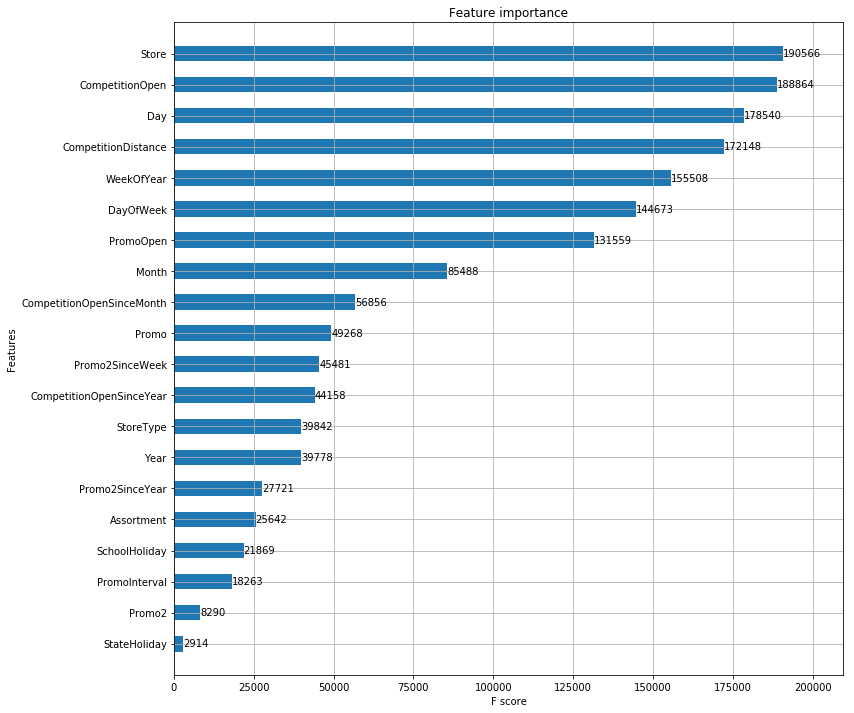 Feature importance
Features
Store 190566
CompetitionOpen 188864
Day 178540
CompetitionDistance 172148
WeekOfYear 155508
DayOfWeek 144673
PromoOpen 131559
Month 85488
CompetitionOpenSinceMonth 56856
Promo 49268
Promo2SinceWeek 45481
CompetitionOpenSinceYear 44158
StoreType 39842
Year 39778
Promo2SinceYear 27721
Assortment 25642
SchoolHoliday 21869
PromoInterval 18263
Promo2 8290
StateHoliday 2914
0 25000 50000 75000 100000 125000 150000 175000 200000
F score